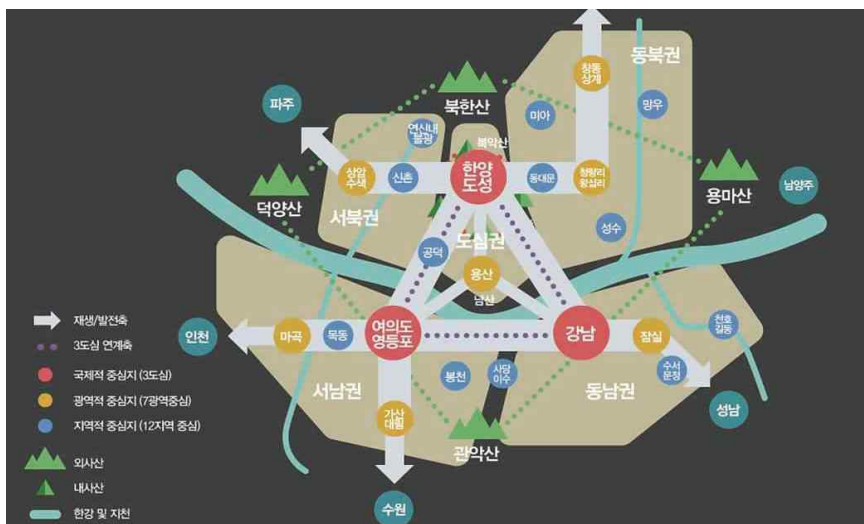 동북권
창동
상계
북한산
망우
파주
미아
연신내
불광
북악산
상암
수색
신촌
한양
도성
동대문
청량리
왕십리
덕양산
용마산
남양주
서북권
성수
도심권
공덕
용산
남산
여의도
영등포
강남
잠실
천호
길동
인천
마곡
목동
봉천
사당
이수
수서
문정
서남권
동남권
성남
가산
대림
관악산
수원
재생/발전축
3도심 연계축
국제적 중심지 (3도심)
광역적 중심지 (7광역중심)
지역적 중심지 (12지역 중심)
외사산
내사산
한강 및 지천